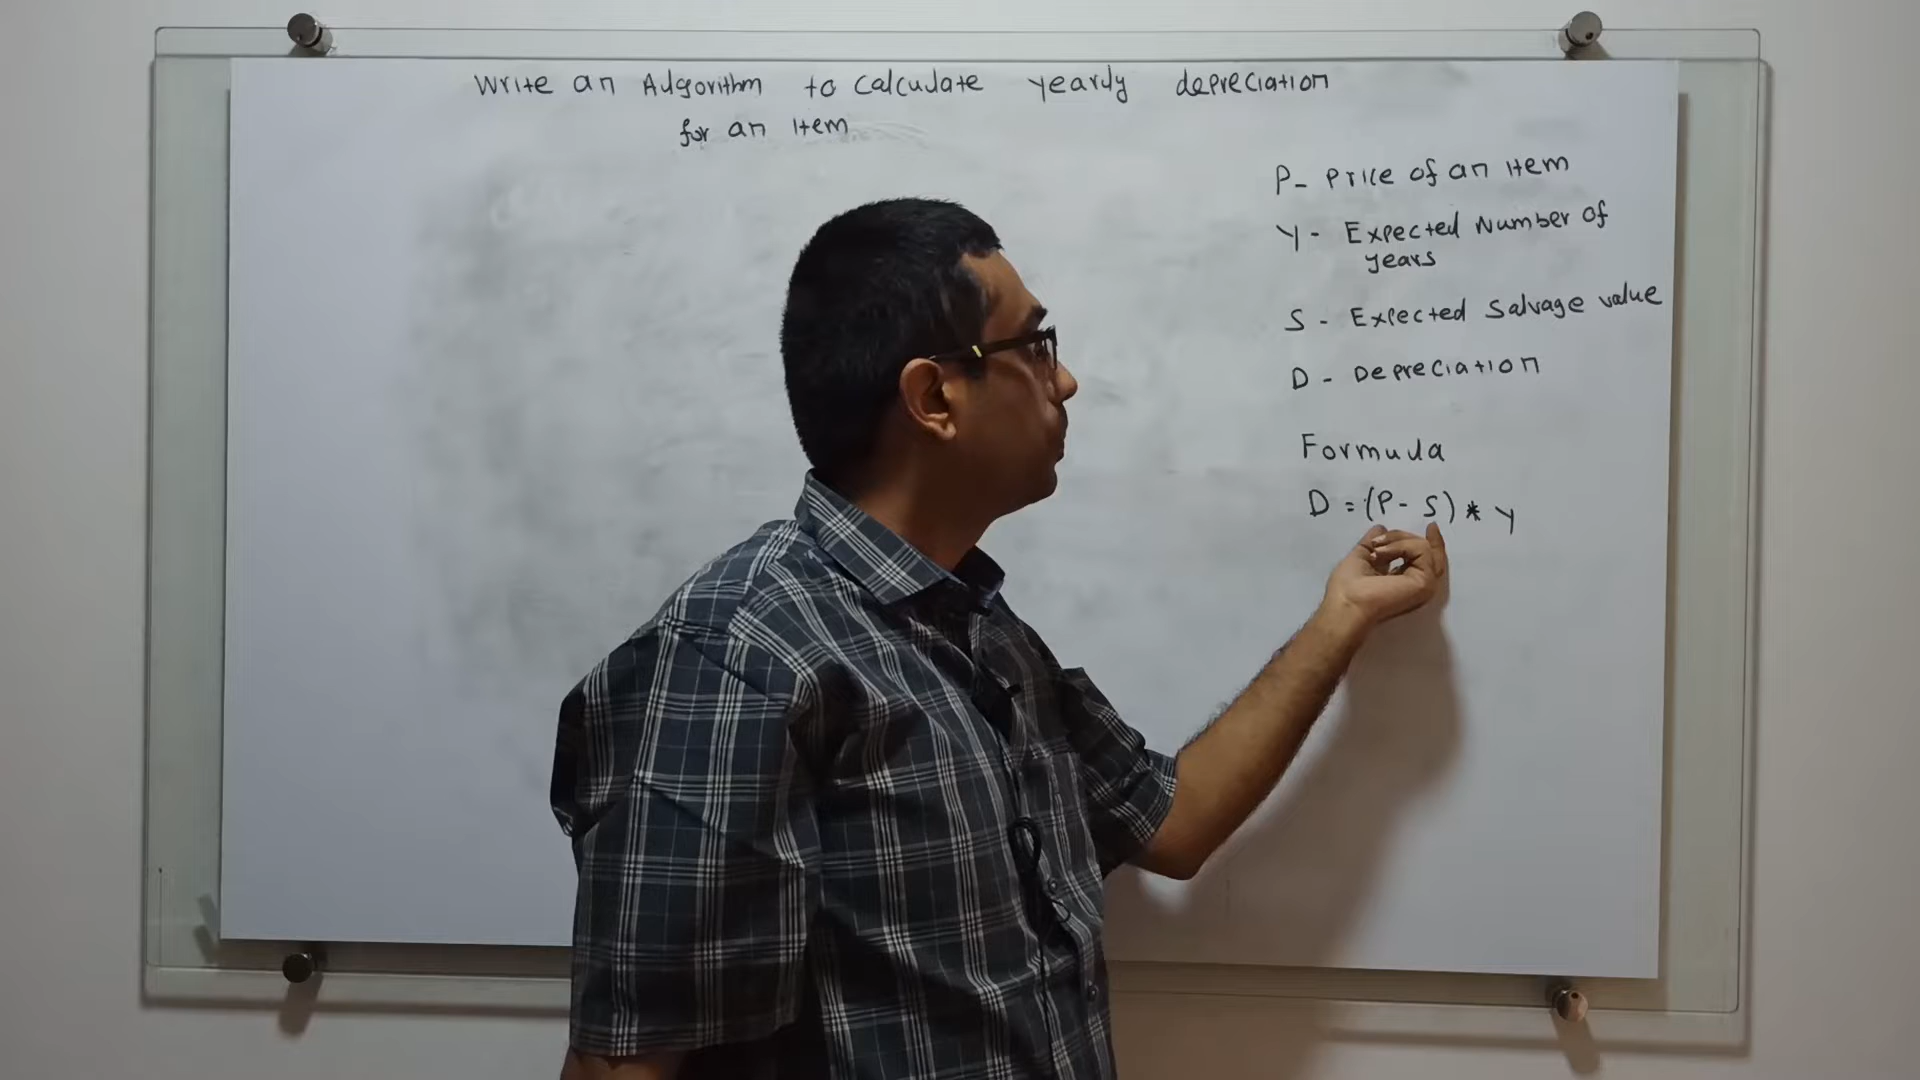 Write an Algorithm to calculate yearly depreciation
for an item
P- Price of an item
Y- Expected Number of
years
S- Expected Salvage value
D- Depreciation
Formula
D = (P- S) * Y